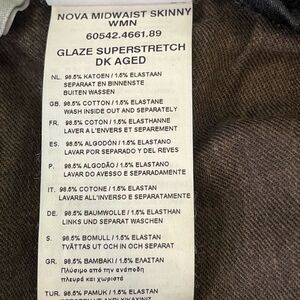 NOVA MIDWAIST SKINNY
WMN
60542.4661.89
GLAZE SUPERSTRETCH
DK AGED
NL. 98.5% KATOEN / 1.5% ELASTAAN
SEPARAAT EN BINNENSTE
BUITEN WASSEN
GB. 98.5% COTTON / 1.5% ELASTANE
WASH INSIDE OUT AND SEPARATELY
FR. 98.5% COTON / 1.5% ELASTHANNE
LAVER A L'ENVERS ET SEPAREMENT
ES. 98.5% ALGODÓN / 1.5% ELASTANO
LAVAR POR SEPARADO Y DEL REVES
P. 98.5% ALGODÃO / 1.5% ELASTANO
LAVAR DO AVESSO E SEPARADAMENTE
IT. 98.5% COTONE / 1.5% ELASTAN
LAVARE ALL'INVERSO E SEPARATAMENTE
DE. 98.5% BAUMWOLLE / 1.5% ELASTHAN
LINKS UND SEPARAT WASCHEN
S. 98.5% BOMULL / 1.5% ELASTAN
TVÄTTAS UT OCH IN OCH SEPART
GR. 98.5% BAMBAKI / 1.5% ΕΛΑΙΤΗΣ
Πλύσιμο από την ανάποδη
πλευρά και χωριστά
TUR. 98.5% PAMUK / 1.5% ELASTAN